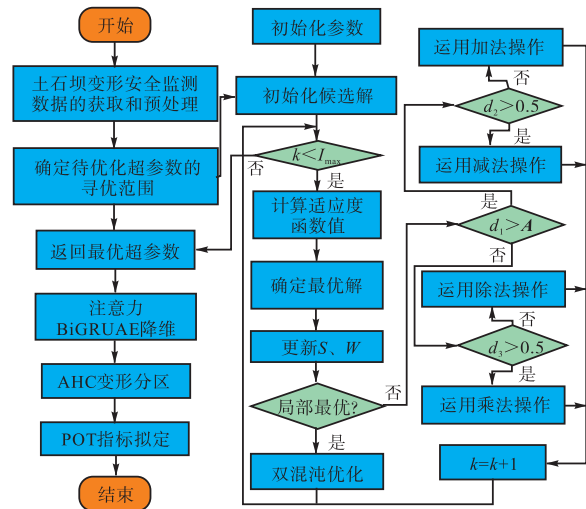 开始
土石坝变形安全监测
数据的获取和预处理
确定待优化超参数的
寻优范围
返回最优超参数
注意力
BiGRUAE降维
AHC变形分区
POT指标拟定
结束
初始化参数
初始化候选解
k<Imax
否
是
计算适应度
函数值
确定最优解
更新S、W
局部最优?
否
是
双混沌优化
运用加法操作
否
d2>0.5
是
运用减法操作
是
d1>A
否
运用除法操作
否
d3>0.5
是
运用乘法操作
k=k+1